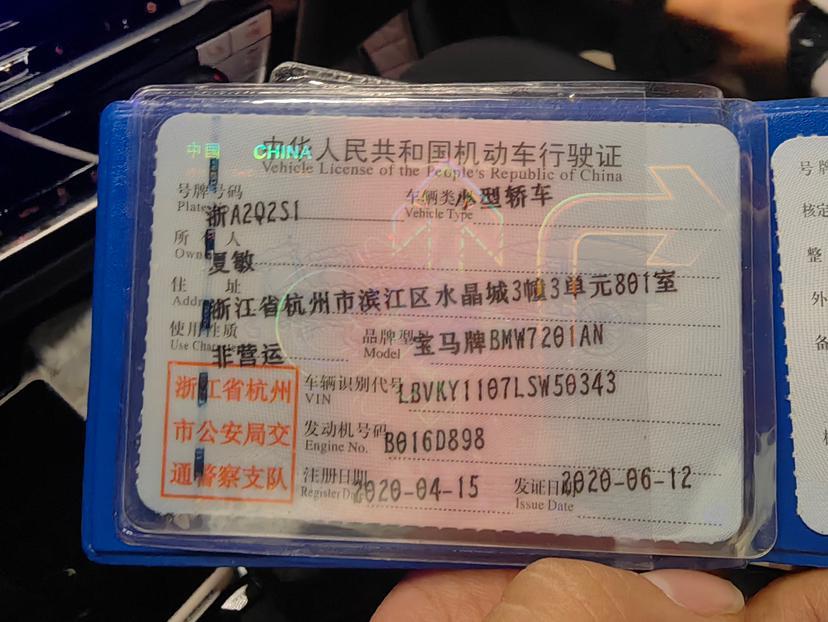 中国 CHINA
中华人民共和国机动车行驶证
Vehicle License of the People's Republic of China
号牌号码 浙A2Q2S1 车辆类型 小型轿车
Plate Vehicle Type
所有人 夏敏
Owner
住址 浙江省杭州市滨江区水晶城3幢3单元801室
Addr
使用性质 非营运 品牌型号 宝马牌BMW7201AN
Use Character Model
浙江省杭州
市公安局交
通警察支队
车辆识别代号 LBVKY1107LSW50343
VIN
发动机号码 B016D898
Engine No.
注册日期 2020-04-15 发证日期 2020-06-12
Register Date Issue Date
号牌
核定
整
外
备